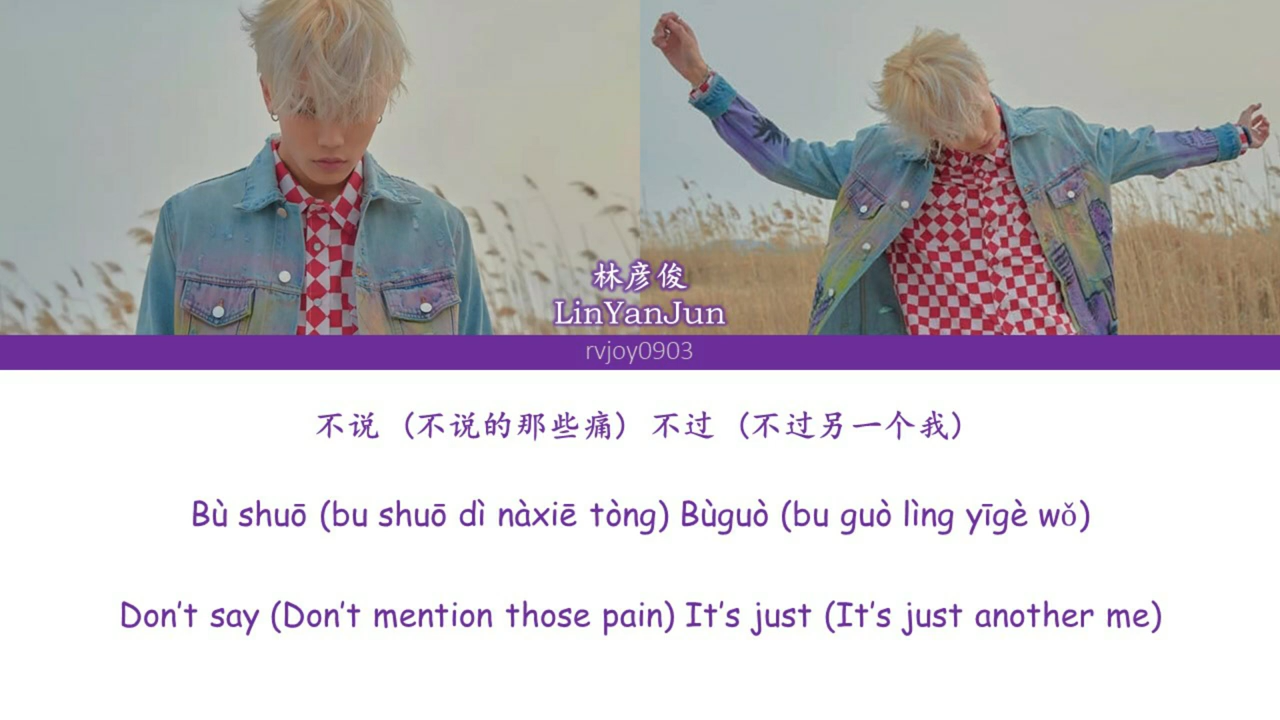 林彦俊
LinYanJun
rvjoy0903
不说 (不说的那些痛) 不过 (不过另一个我)
Bù shuō (bu shuō dì nàxiē tòng) Bùguò (bu guò lìng yīgè wǒ)
Don't say (Don't mention those pain) It's just (It's just another me)